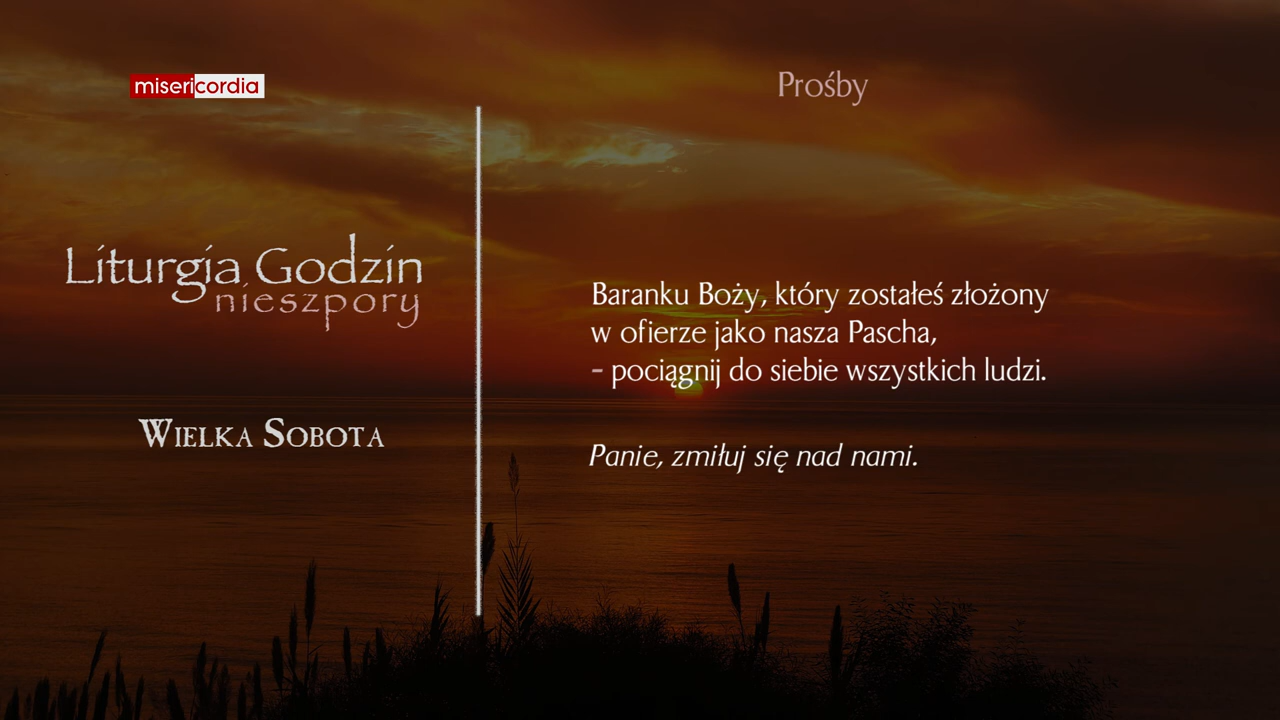 misericordia
Prośby
Liturgia Godzin
nieszpory
Wielka Sobota
Baranku Boży, który zostałeś złożony
w ofierze jako nasza Pascha,
- pociągnij do siebie wszystkich ludzi.
Panie, zmiłuj się nad nami.